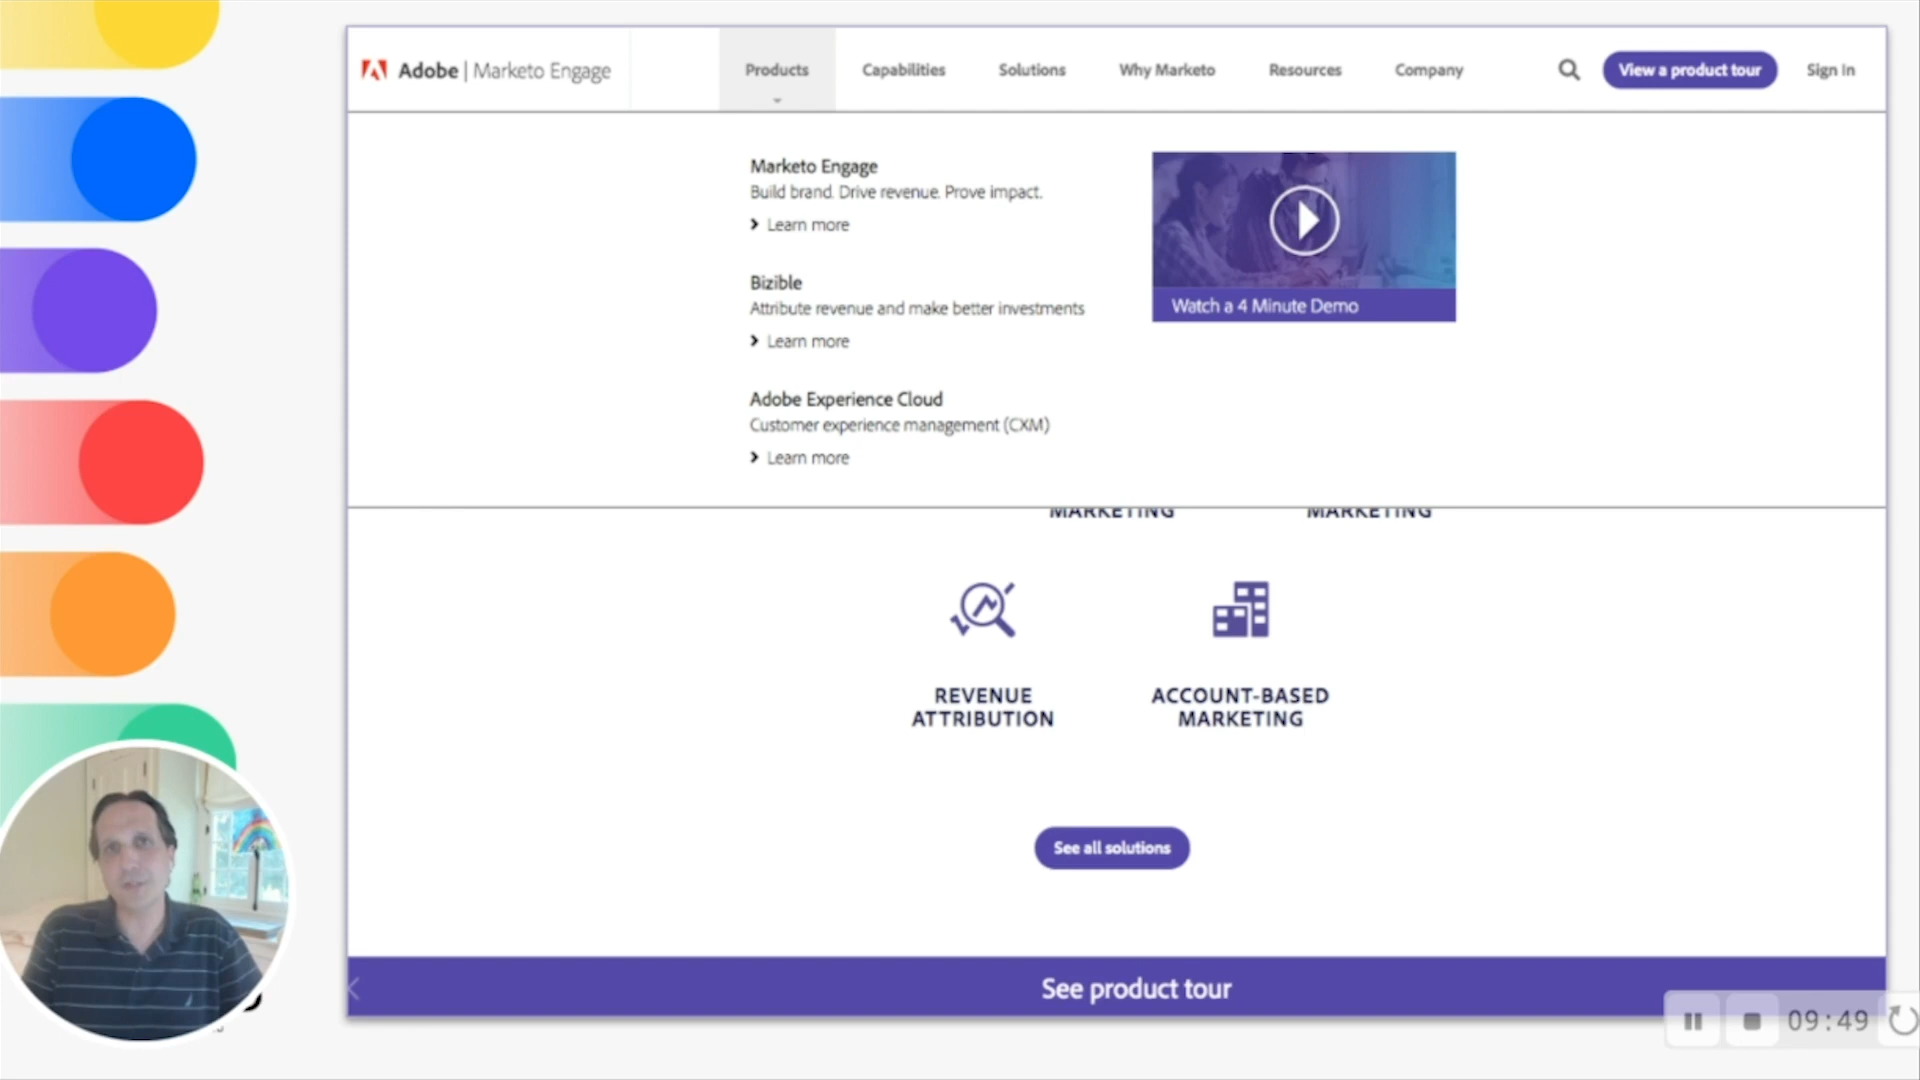 Adobe | Marketo Engage
Products
Capabilities
Solutions
Why Marketo
Resources
Company
View a product tour
Sign In
Marketo Engage
Build brand. Drive revenue. Prove impact.
Learn more
Bizible
Attribute revenue and make better investments
Learn more
Adobe Experience Cloud
Customer experience management (CXM)
Learn more
Watch a 4 Minute Demo
MARKETING
MARKETING
REVENUE
ATTRIBUTION
ACCOUNT-BASED
MARKETING
See all solutions
See product tour
09:49